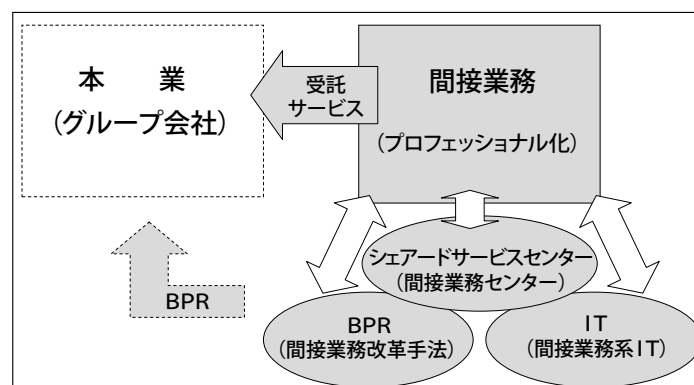 本　業
(グループ会社)
受託
サービス
間接業務
(プロフェッショナル化)
シェアードサービスセンター
(間接業務センター)
BPR
BPR
(間接業務改革手法)
IT
(間接業務系IT)